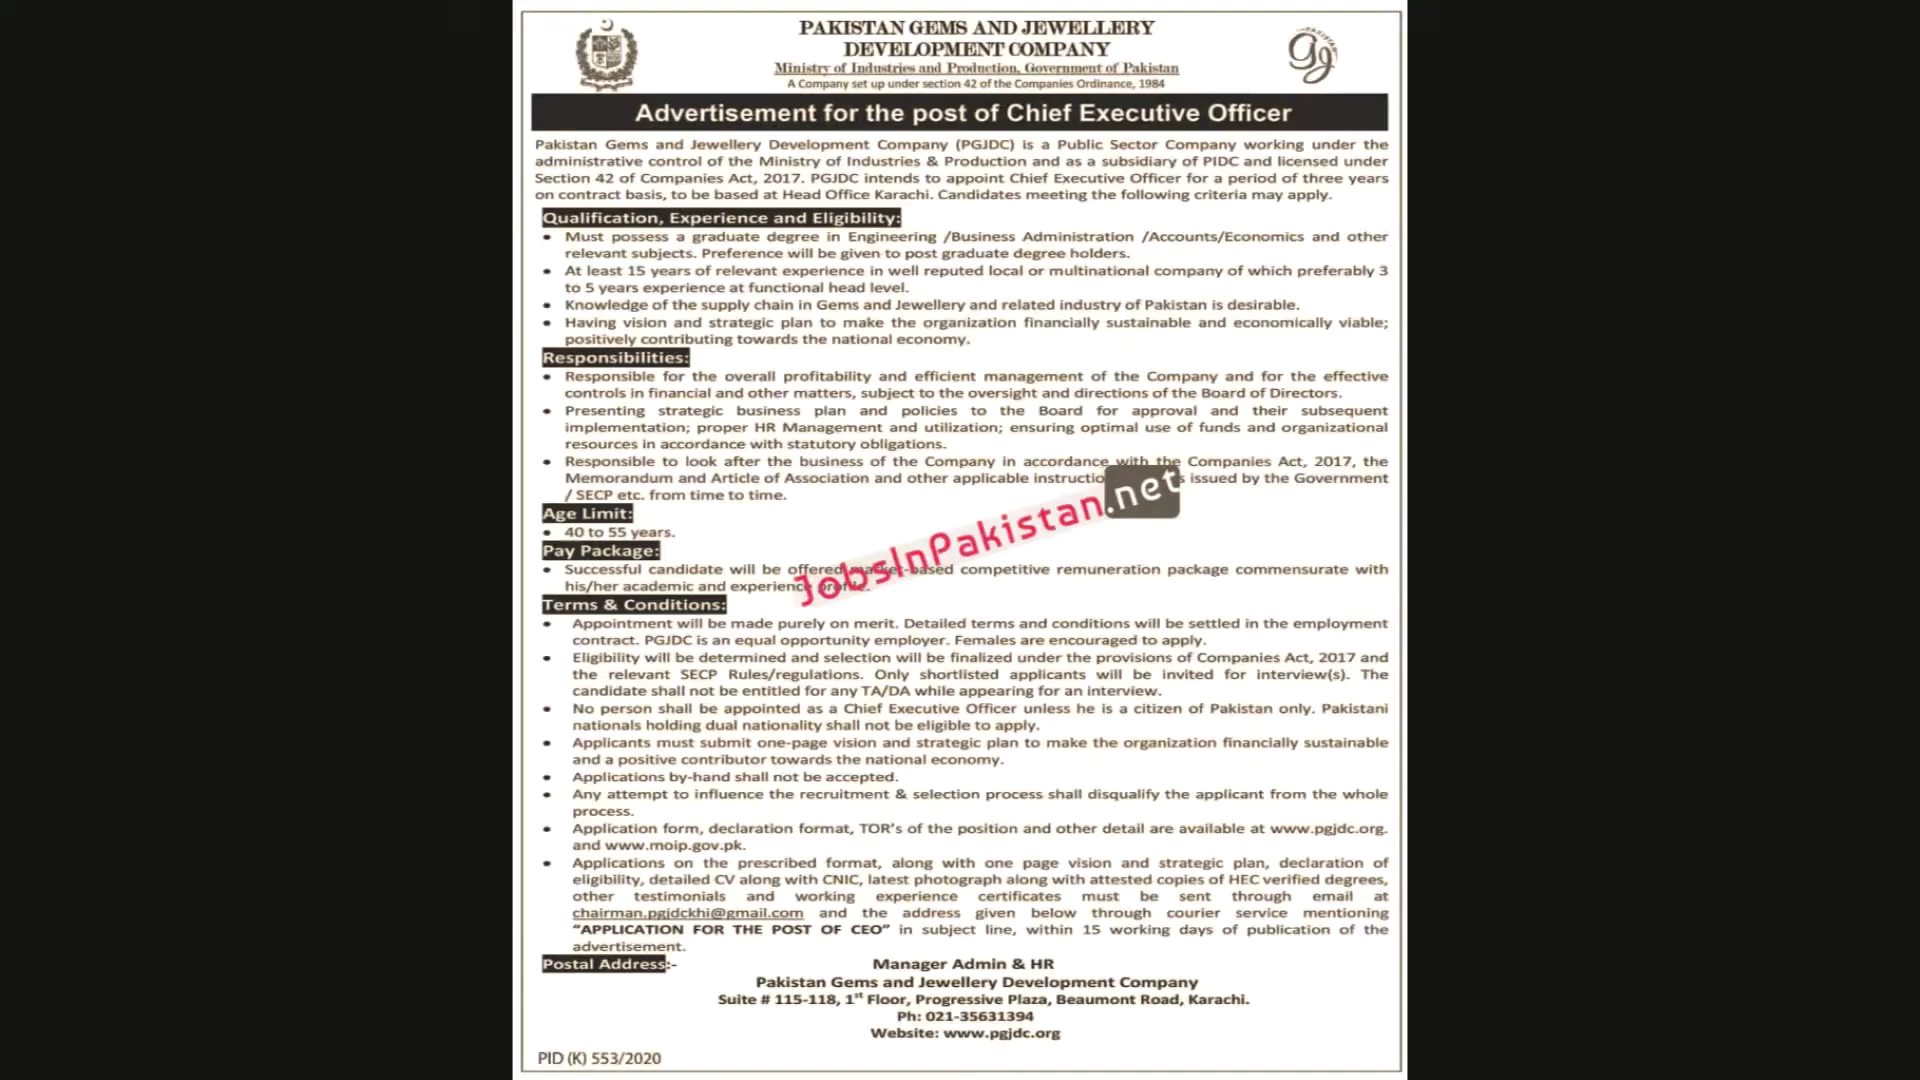 PAKISTAN GEMS AND JEWELLERY
DEVELOPMENT COMPANY
Ministry of Industries and Production, Government of Pakistan
A Company set up under section 42 of the Companies Ordinance, 1984
Advertisement for the post of Chief Executive Officer
Pakistan Gems and Jewellery Development Company (PGJDC) is a Public Sector Company working under the
administrative control of the Ministry of Industries & Production and as a subsidiary of PIDC and licensed under
Section 42 of Companies Act, 2017. PGJDC intends to appoint Chief Executive Officer for a period of three years
on contract basis, to be based at Head Office Karachi. Candidates meeting the following criteria may apply.
Qualification, Experience and Eligibility:
• Must possess a graduate degree in Engineering /Business Administration /Accounts/Economics and other
relevant subjects. Preference will be given to post graduate degree holders.
• At least 15 years of relevant experience in well reputed local or multinational company of which preferably 3
to 5 years experience at functional head level.
• Knowledge of the supply chain in Gems and Jewellery and related industry of Pakistan is desirable.
• Having vision and strategic plan to make the organization financially sustainable and economically viable;
positively contributing towards the national economy.
Responsibilities:
• Responsible for the overall profitability and efficient management of the Company and for the effective
controls in financial and other matters, subject to the oversight and directions of the Board of Directors.
• Presenting strategic business plan and policies to the Board for approval and their subsequent
implementation; proper HR Management and utilization; ensuring optimal use of funds and organizational
resources in accordance with statutory obligations.
• Responsible to look after the business of the Company in accordance with the Companies Act, 2017, the
Memorandum and Article of Association and other applicable issued by the Government
/ SECP etc. from time to time.
JobsInPakistan.net
Age Limit:
• 40 to 55 years.
Pay Package:
• Successful candidate will be offered market-based competitive remuneration package commensurate with
his/her academic and experience profile.
Terms & Conditions:
• Appointment will be made purely on merit. Detailed terms and conditions will be settled in the employment
contract. PGJDC is an equal opportunity employer. Females are encouraged to apply.
• Eligibility will be determined and selection will be finalized under the provisions of Companies Act, 2017 and
the relevant SECP Rules/regulations. Only shortlisted applicants will be invited for interview(s). The
candidate shall not be entitled for any TA/DA while appearing for an interview.
• No person shall be appointed as a Chief Executive Officer unless he is a citizen of Pakistan only. Pakistani
nationals holding dual nationality shall not be eligible to apply.
• Applicants must submit one-page vision and strategic plan to make the organization financially sustainable
and a positive contributor towards the national economy.
• Applications by-hand shall not be accepted.
• Any attempt to influence the recruitment & selection process shall disqualify the applicant from the whole
process.
• Application form, declaration format, TOR's of the position and other detail are available at www.pgjdc.org.
and www.moip.gov.pk.
• Applications on the prescribed format, along with one page vision and strategic plan, declaration of
eligibility, detailed CV along with CNIC, latest photograph along with attested copies of HEC verified degrees,
other testimonials and working experience certificates must be sent through email at
chairman.pgjdckhi@gmail.com and the address given below through courier service mentioning
"APPLICATION FOR THE POST OF CEO" in subject line, within 15 working days of publication of the
advertisement.
Postal Address:-
Manager Admin & HR
Pakistan Gems and Jewellery Development Company
Suite # 115-118, 1st Floor, Progressive Plaza, Beaumont Road, Karachi.
Ph: 021-35631394
Website: www.pgjdc.org
PID (K) 553/2020